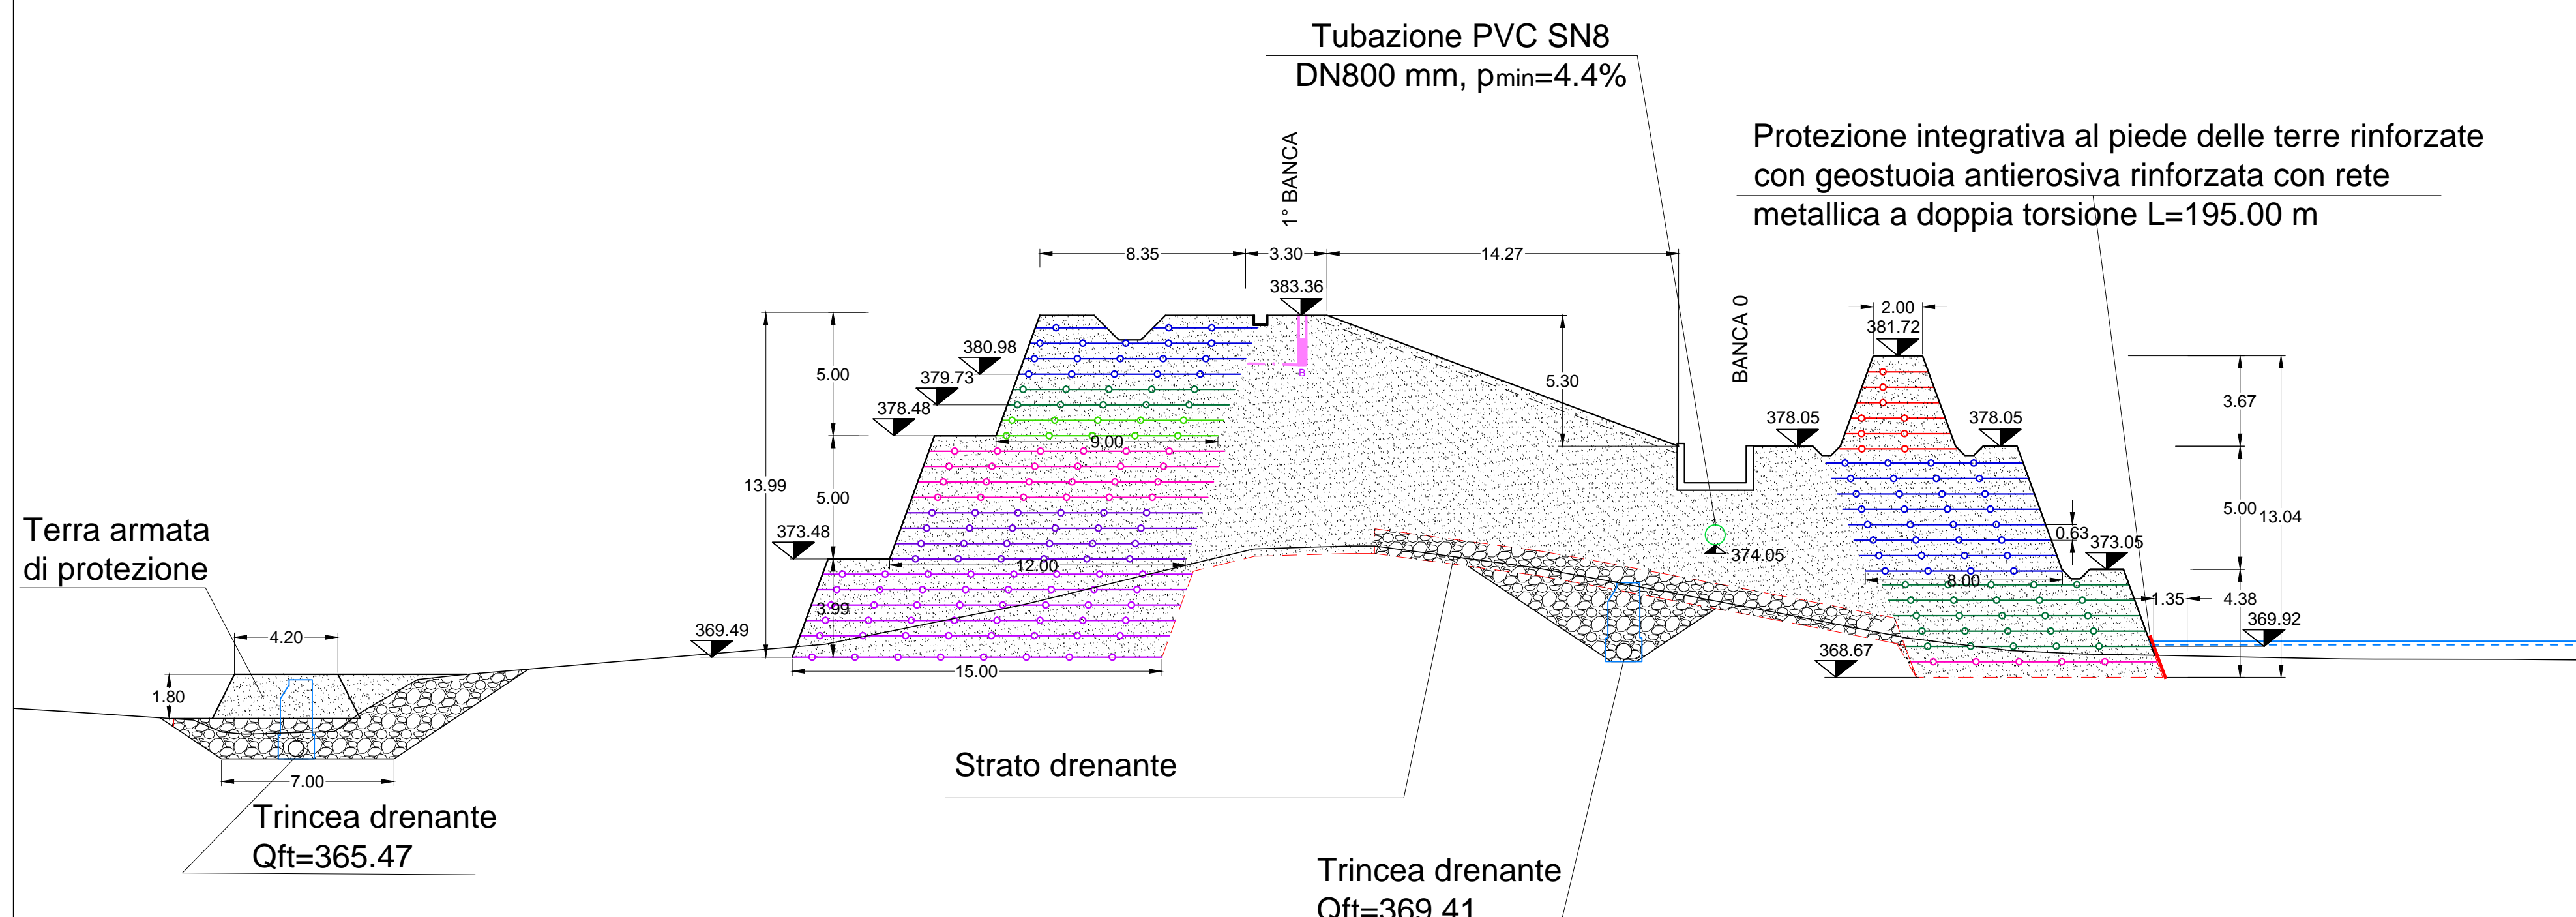 Tubazione PVC SN8
DN800 mm, pmin=4.4%
Protezione integrativa al piede delle terre rinforzate
con geostuoia antierosiva rinforzata con rete
metallica a doppia torsione L=195.00 m
1° BANCA
8.35
3.30
14.27
383.36
BANCA 0
2.00
381.72
380.98
379.73
378.48
5.00
5.30
B
9.00
378.05
378.05
3.67
13.99
5.00
5.00
13.04
0.63
373.05
373.48
12.00
374.05
8.00
Terra armata
di protezione
3.99
1.35
4.38
369.92
369.49
368.67
15.00
4.20
1.80
7.00
Strato drenante
Trincea drenante
Qft=365.47
Trincea drenante
Qft=369.41